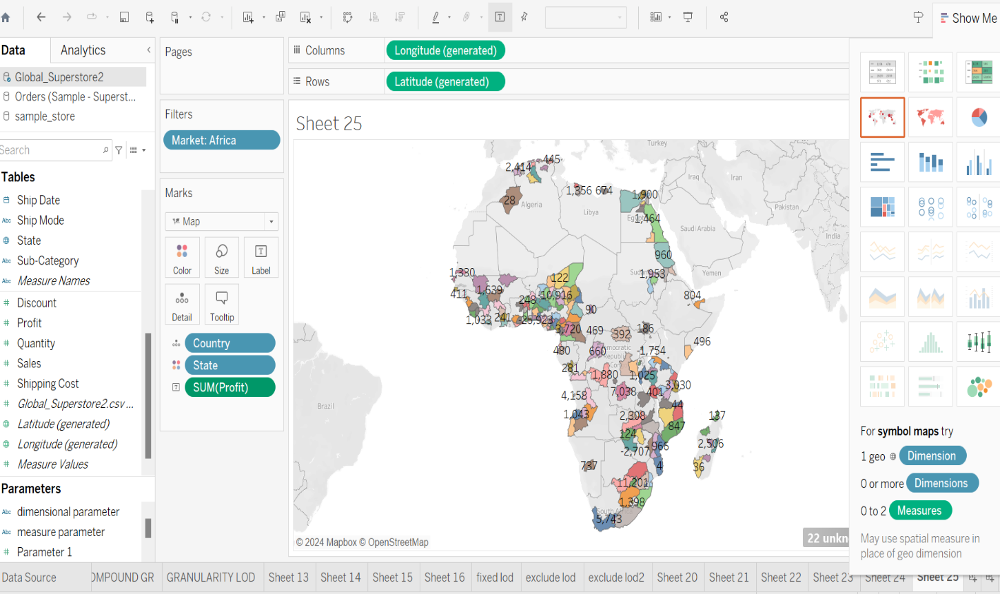 Show Me
Data
Analytics
Pages
Columns
Longitude (generated)
Rows
Latitude (generated)
Global_Superstore2
Orders (Sample - Superst...
sample_store
Search
Tables
Ship Date
Abc Ship Mode
State
Abc Sub-Category
Abc Measure Names
Discount
Profit
Quantity
Sales
Shipping Cost
Global_Superstore2.csv ...
Latitude (generated)
Longitude (generated)
Measure Values
Parameters
Abc dimensional parameter
Abc measure parameter
Parameter 1
Filters
Market: Africa
Marks
Map
Color
Size
Label
Detail
Tooltip
Country
State
SUM(Profit)
Sheet 25
Turkey
2,414
445
Iraq
Iran
1,356
674
1,900
28
Algeria
Libya
Egypt
1,464
Pakistan
Saudi Arabia
India
960
1,330
122
1,953
Yemen
411
1,639
248
10,916
804
1,033
241
-25,923
90
3,720
469
392
186
496
480
660
-1,754
281
1,880
1,025
3,030
Brazil
4,158
7,038
401
44
1,043
2,398
137
124
847
-2,707
966
2,506
737
4
36
11,201
1,398
5,743
© 2024 Mapbox © OpenStreetMap
22 unkn
For symbol maps try
1 geo Dimension
0 or more Dimensions
0 to 2 Measures
May use spatial measure in
place of geo dimension
Data Source
OMPOUND GR
GRANULARITY LOD
Sheet 13
Sheet 14
Sheet 15
Sheet 16
fixed lod
exclude lod
exclude lod2
Sheet 20
Sheet 21
Sheet 22
Sheet 23
Sheet 24
Sheet 25